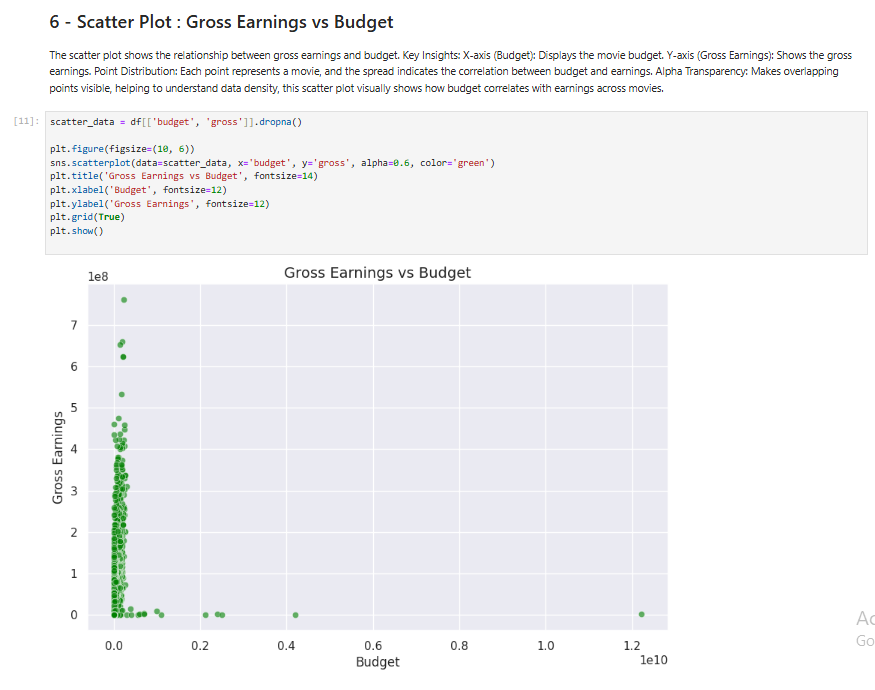 6 - Scatter Plot : Gross Earnings vs Budget
The scatter plot shows the relationship between gross earnings and budget. Key Insights: X-axis (Budget): Displays the movie budget. Y-axis (Gross Earnings): Shows the gross
earnings. Point Distribution: Each point represents a movie, and the spread indicates the correlation between budget and earnings. Alpha Transparency: Makes overlapping
points visible, helping to understand data density, this scatter plot visually shows how budget correlates with earnings across movies.
[11]: scatter_data = df[['budget', 'gross']].dropna()
plt.figure(figsize=(10, 6))
sns.scatterplot(data=scatter_data, x='budget', y='gross', alpha=0.6, color='green')
plt.title('Gross Earnings vs Budget', fontsize=14)
plt.xlabel('Budget', fontsize=12)
plt.ylabel('Gross Earnings', fontsize=12)
plt.grid(True)
plt.show()
Gross Earnings vs Budget
1e8
7
6
5
4
3
2
1
0
Gross Earnings
0.0 0.2 0.4 0.6 0.8 1.0 1.2
Budget
1e10
Ac
Go